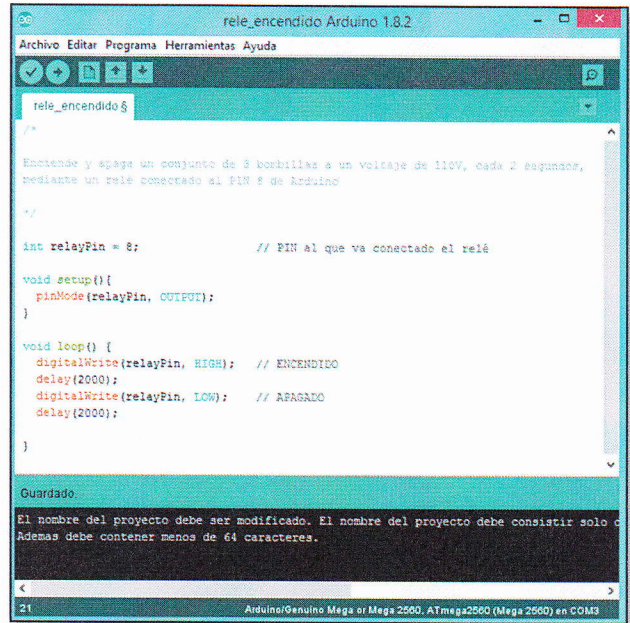 rele_encendido Arduino 1.8.2
Archivo Editar Programa Herramientas Ayuda
rele_encendido §
/*
Enciende y apaga un conjunto de 3 bombillas a un voltaje de 110V, cada 2 segundos,
mediante un relé conectado al PIN 8 de Arduino
*/
int relayPin = 8; // PIN al que va conectado el relé
void setup(){
pinMode(relayPin, OUTPUT);
}
void loop() {
digitalWrite(relayPin, HIGH); // ENCENDIDO
delay(2000);
digitalWrite(relayPin, LOW); // APAGADO
delay(2000);
}
Guardado
El nombre del proyecto debe ser modificado. El nombre del proyecto debe consistir solo
Ademas debe contener menos de 64 caracteres.
21 Arduino/Genuino Mega or Mega 2560, ATmega2560 (Mega 2560) en COM3